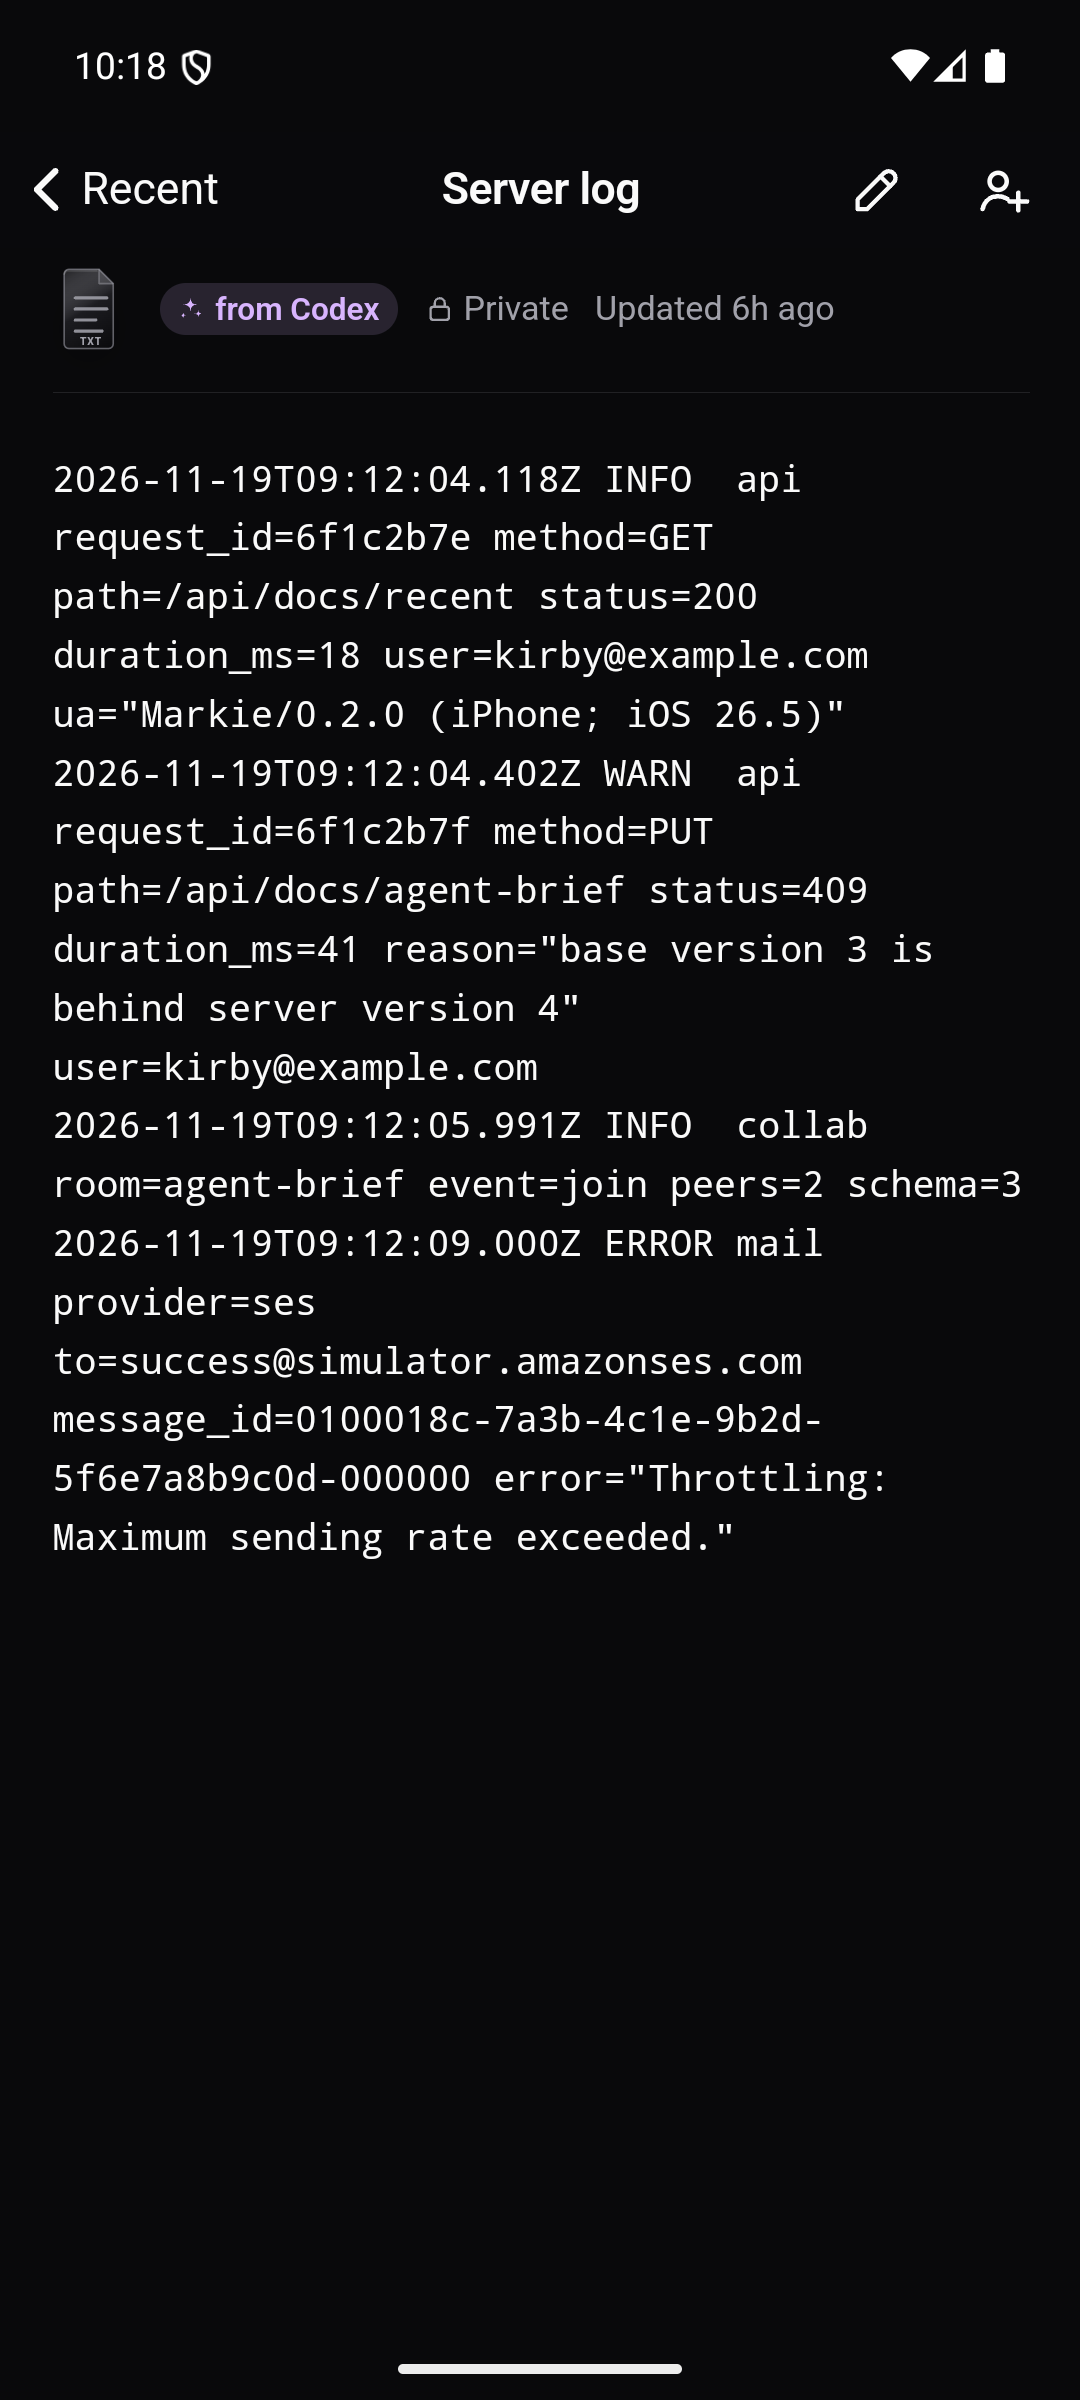 10:18
Recent
Server log
TXT
from Codex Private Updated 6h ago
2026-11-19T09:12:04.118Z INFO  api
request_id=6f1c2b7e method=GET
path=/api/docs/recent status=200
duration_ms=18 user=kirby@example.com
ua="Markie/0.2.0 (iPhone; iOS 26.5)"
2026-11-19T09:12:04.402Z WARN  api
request_id=6f1c2b7f method=PUT
path=/api/docs/agent-brief status=409
duration_ms=41 reason="base version 3 is
behind server version 4"
user=kirby@example.com
2026-11-19T09:12:05.991Z INFO  collab
room=agent-brief event=join peers=2 schema=3
2026-11-19T09:12:09.000Z ERROR mail
provider=ses
to=success@simulator.amazonses.com
message_id=0100018c-7a3b-4c1e-9b2d-
5f6e7a8b9c0d-000000 error="Throttling:
Maximum sending rate exceeded."